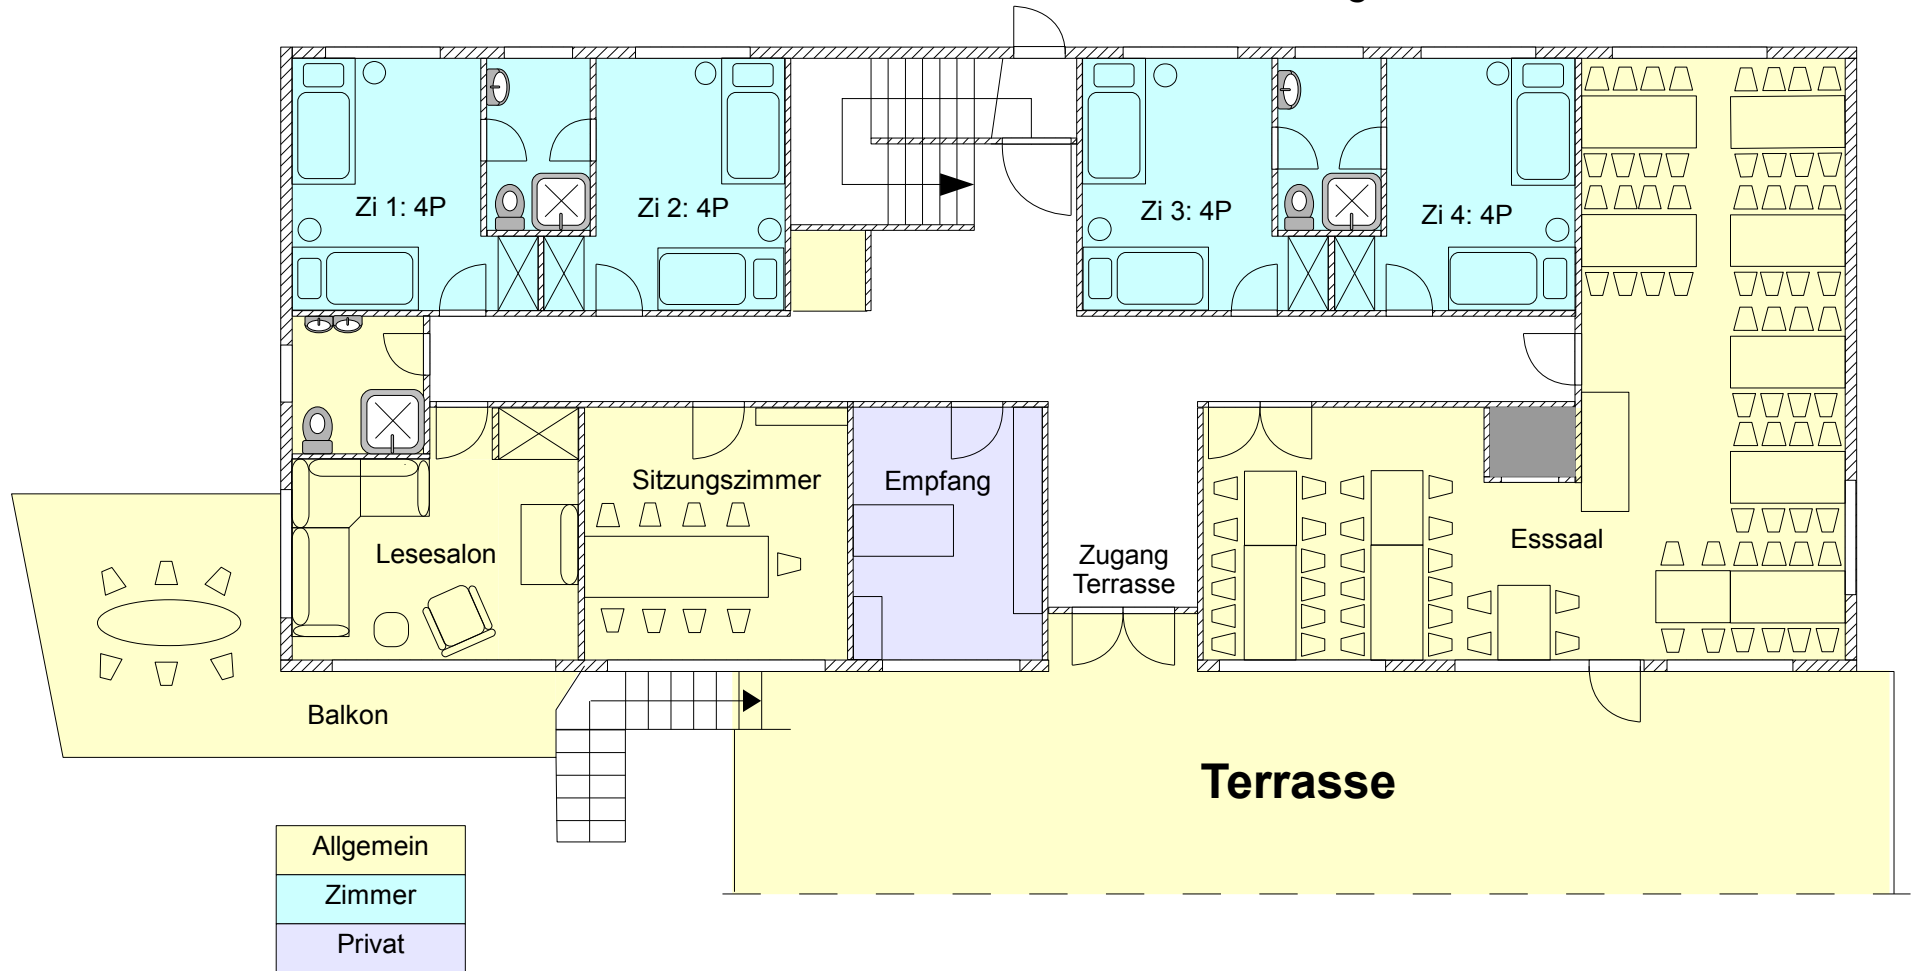 Zi 1: 4P
Zi 2: 4P
Zi 3: 4P
Zi 4: 4P
Sitzungszimmer
Empfang
Lesesalon
Zugang
Terrasse
Esssaal
Balkon
Terrasse
Allgemein
Zimmer
Privat